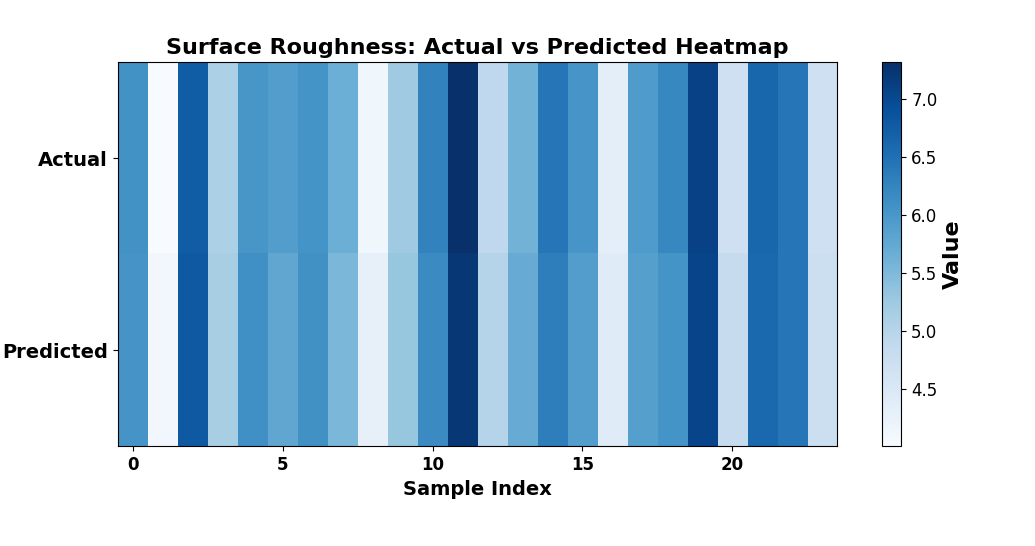 Surface Roughness: Actual vs Predicted Heatmap
Actual
Predicted
0 5 10 15 20
Sample Index
7.0
6.5
6.0
5.5
5.0
4.5
Value